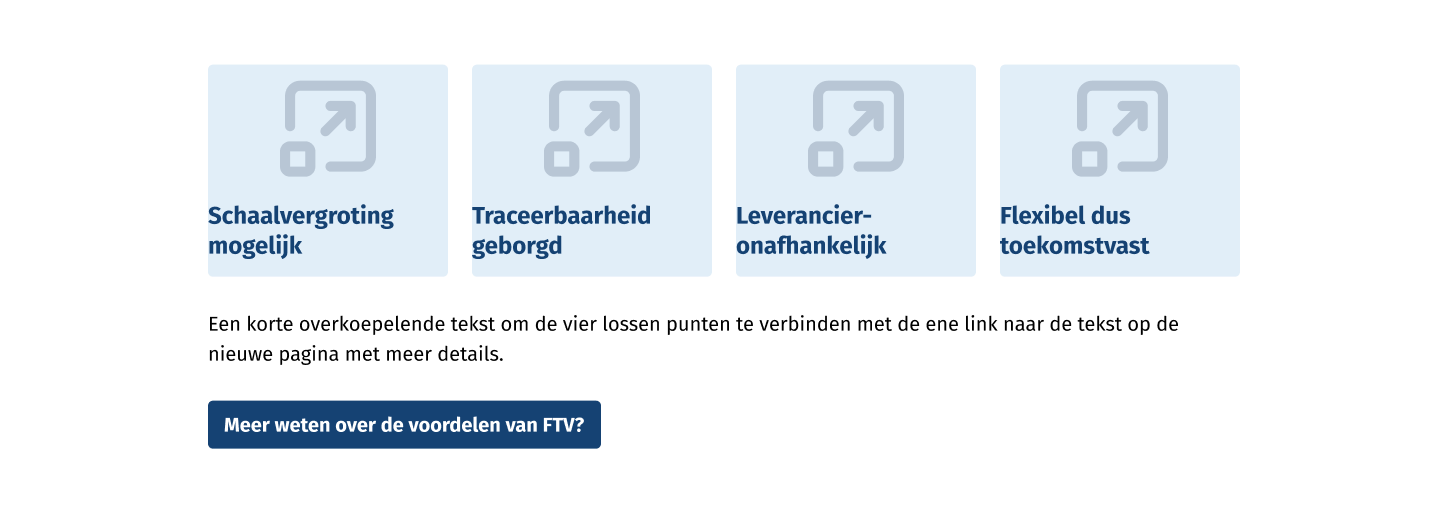 Schaalvergroting
mogelijk
Traceerbaarheid
geborgd
Leverancier-
onafhankelijk
Flexibel dus
toekomstvast
Een korte overkoepelende tekst om de vier lossen punten te verbinden met de ene link naar de tekst op de
nieuwe pagina met meer details.
Meer weten over de voordelen van FTV?